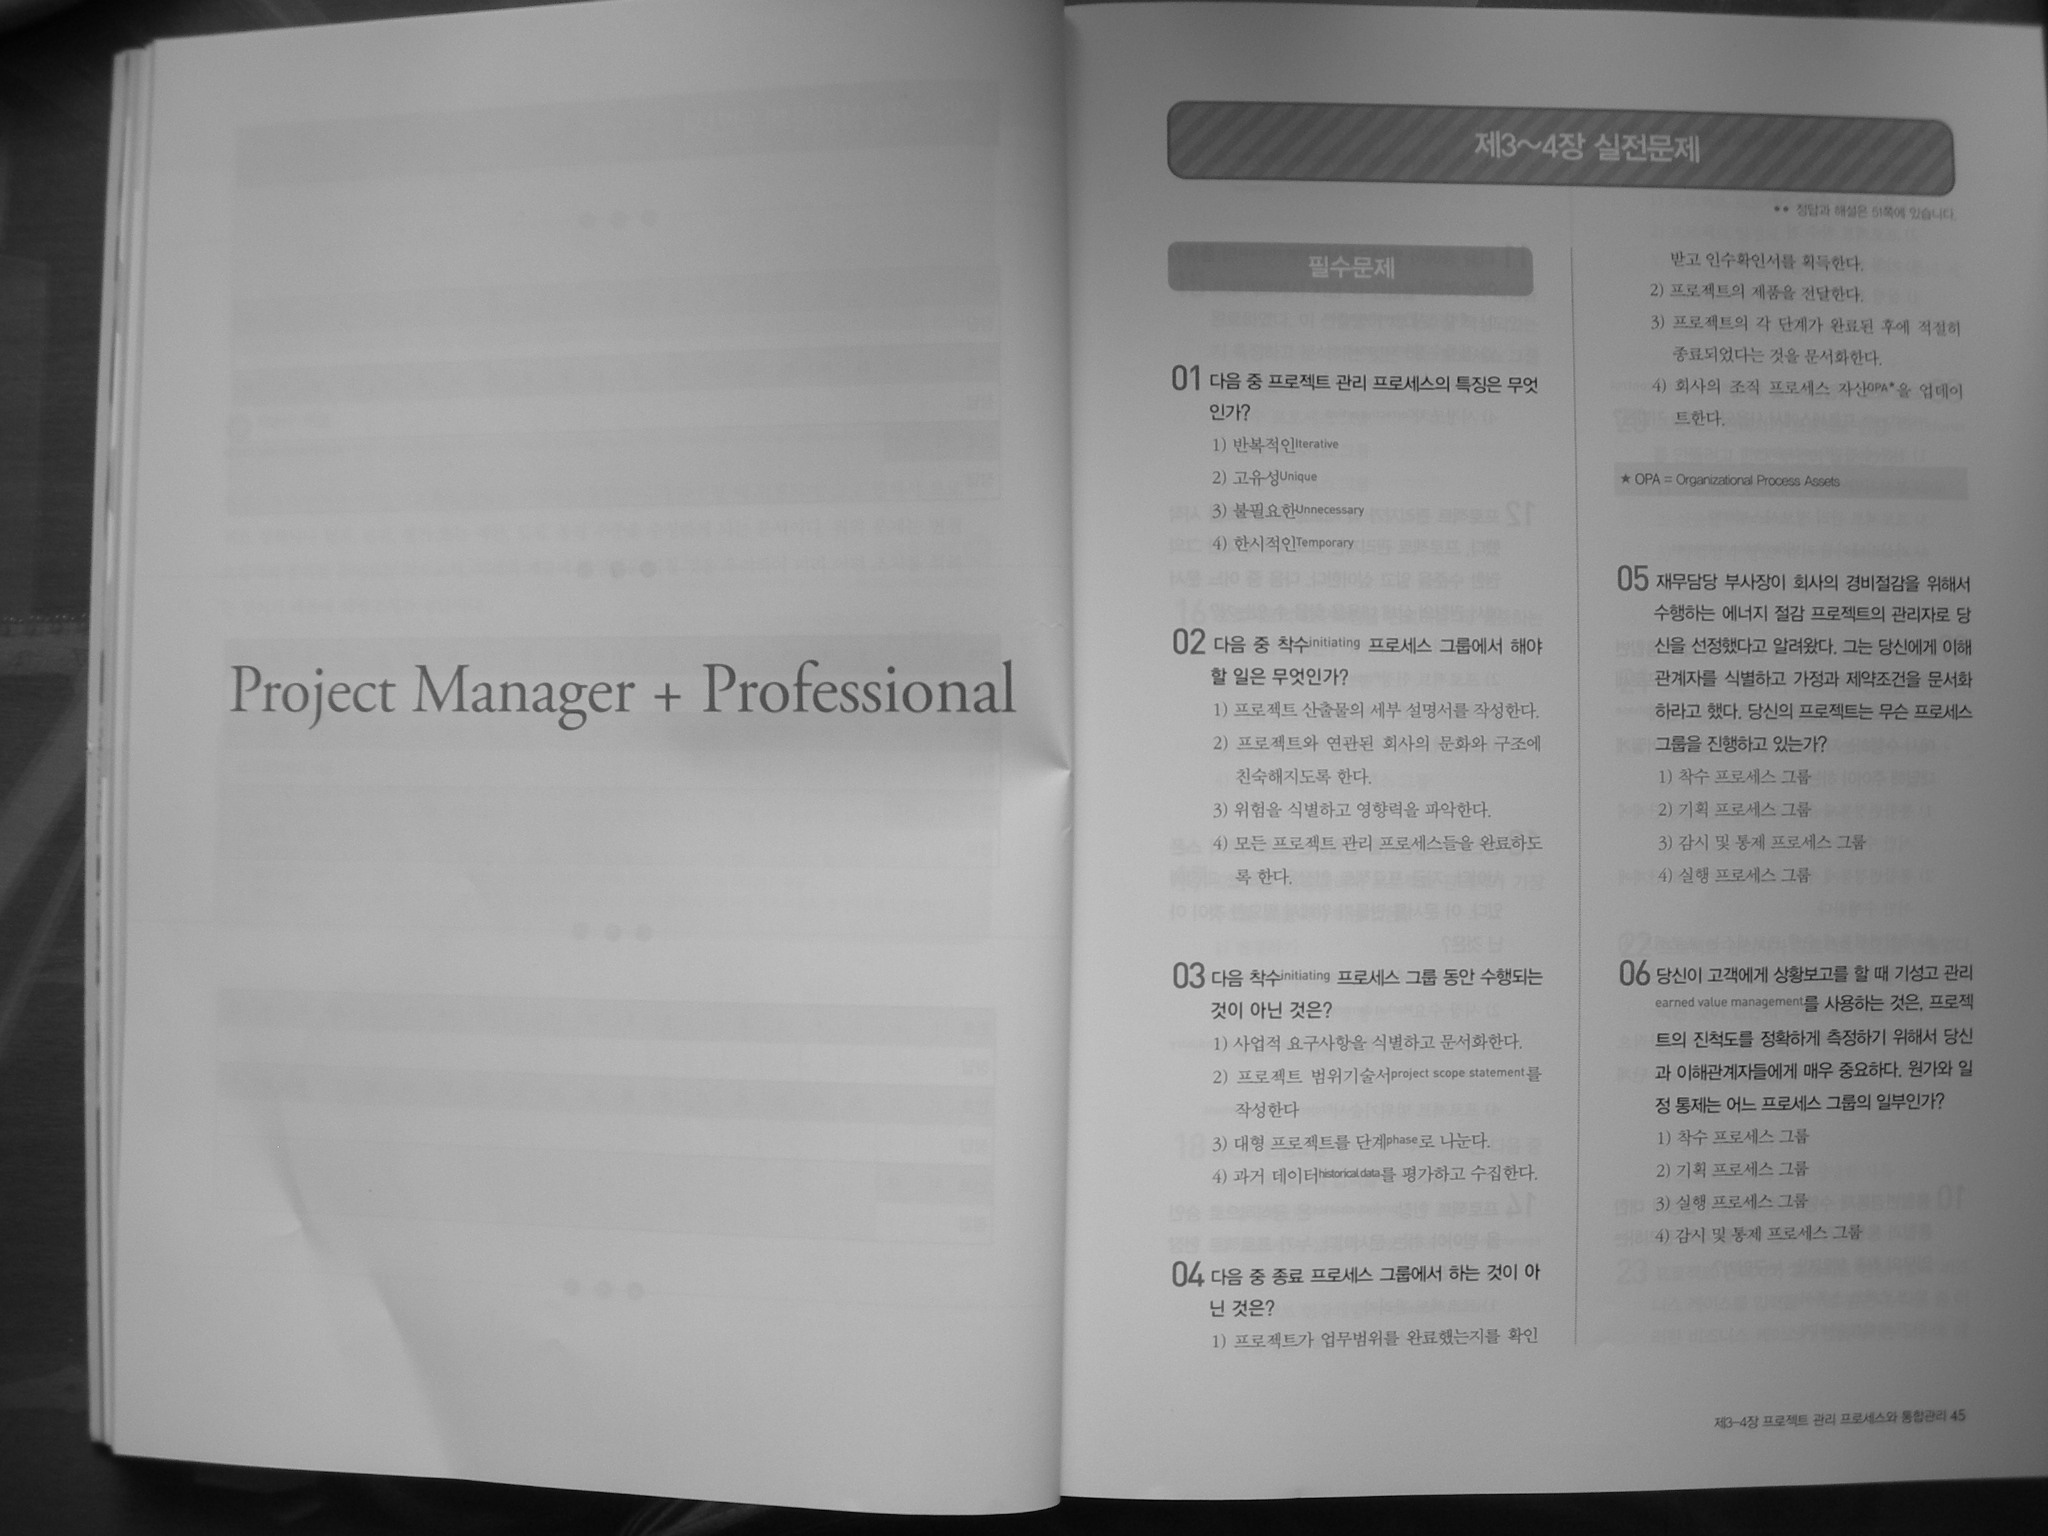 Project Manager + Professional
제3~4장 실전문제
●● 정답과 해설은 51쪽에 있습니다.
필수문제
01 다음 중 프로젝트 관리 프로세스의 특징은 무엇
인가?
1) 반복적인Iterative
2) 고유성Unique
3) 불필요한Unnecessary
4) 한시적인Temporary
02 다음 중 착수initiating 프로세스 그룹에서 해야
할 일은 무엇인가?
1) 프로젝트 산출물의 세부 설명서를 작성한다.
2) 프로젝트와 연관된 회사의 문화와 구조에
친숙해지도록 한다.
3) 위험을 식별하고 영향력을 파악한다.
4) 모든 프로젝트 관리 프로세스들을 완료하도
록 한다.
03 다음 착수initiating 프로세스 그룹 동안 수행되는
것이 아닌 것은?
1) 사업적 요구사항을 식별하고 문서화한다.
2) 프로젝트 범위기술서project scope statement를
작성한다
3) 대형 프로젝트를 단계phase로 나눈다.
4) 과거 데이터historical data를 평가하고 수집한다.
04 다음 중 종료 프로세스 그룹에서 하는 것이 아
닌 것은?
1) 프로젝트가 업무범위를 완료했는지를 확인
받고 인수확인서를 획득한다.
2) 프로젝트의 제품을 전달한다.
3) 프로젝트의 각 단계가 완료된 후에 적절히
종료되었다는 것을 문서화한다.
4) 회사의 조직 프로세스 자산OPA★을 업데이
트한다.
★ OPA = Organizational Process Assets
05 재무담당 부사장이 회사의 경비절감을 위해서
수행하는 에너지 절감 프로젝트의 관리자로 당
신을 선정했다고 알려왔다. 그는 당신에게 이해
관계자를 식별하고 가정과 제약조건을 문서화
하라고 했다. 당신의 프로젝트는 무슨 프로세스
그룹을 진행하고 있는가?
1) 착수 프로세스 그룹
2) 기획 프로세스 그룹
3) 감시 및 통제 프로세스 그룹
4) 실행 프로세스 그룹
06 당신이 고객에게 상황보고를 할 때 기성고 관리
earned value management를 사용하는 것은, 프로젝
트의 진척도를 정확하게 측정하기 위해서 당신
과 이해관계자들에게 매우 중요하다. 원가와 일
정 통제는 어느 프로세스 그룹의 일부인가?
1) 착수 프로세스 그룹
2) 기획 프로세스 그룹
3) 실행 프로세스 그룹
4) 감시 및 통제 프로세스 그룹
제3-4장 프로젝트 관리 프로세스와 통합관리 45